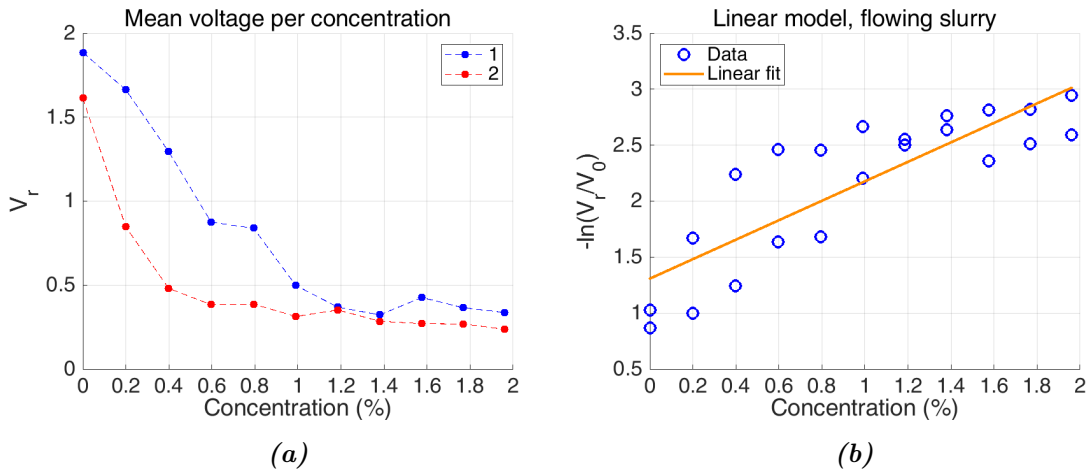 Mean voltage per concentration
2
1.5
1
0.5
0
V_r
1
2
0 0.2 0.4 0.6 0.8 1 1.2 1.4 1.6 1.8 2
Concentration (%)
(a)
Linear model, flowing slurry
3.5
3
2.5
2
1.5
1
0.5
-ln(V_r/V_0)
Data
Linear fit
0 0.2 0.4 0.6 0.8 1 1.2 1.4 1.6 1.8 2
Concentration (%)
(b)